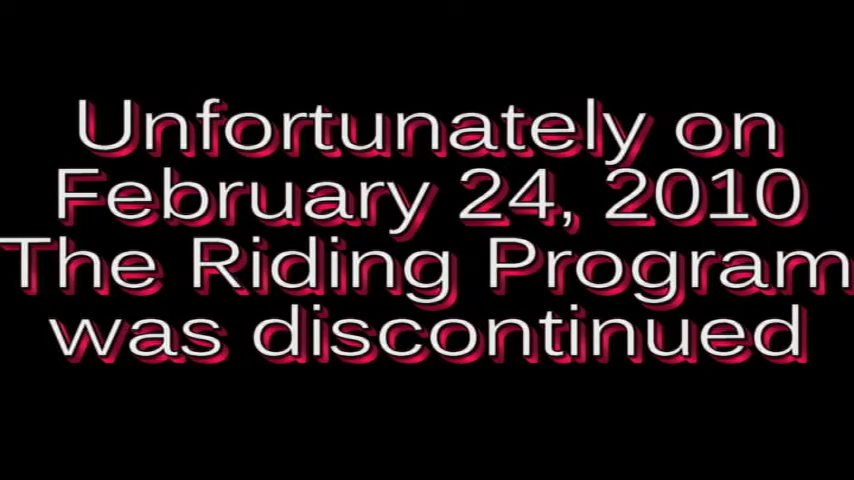 Unfortunately on
February 24, 2010
The Riding Program
was discontinued